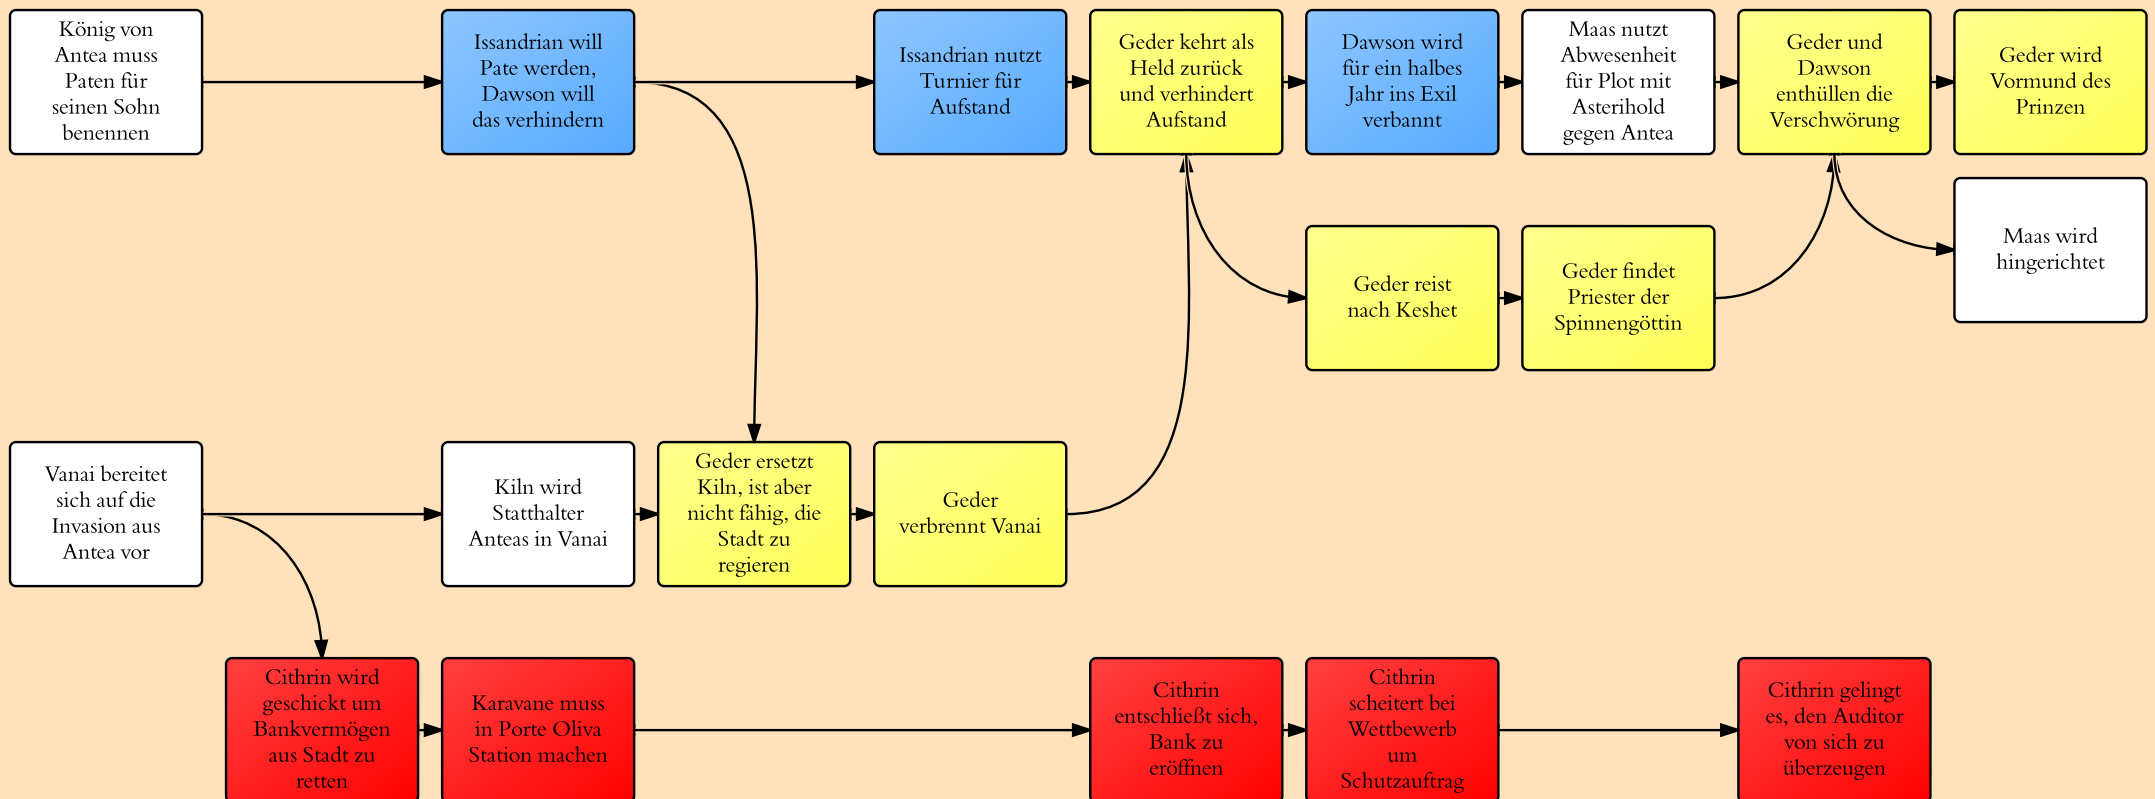 König von
Antea muss
Paten für
seinen Sohn
benennen
Issandrian will
Pate werden,
Dawson will
das verhindern
Issandrian nutzt
Turnier für
Aufstand
Geder kehrt als
Held zurück
und verhindert
Aufstand
Dawson wird
für ein halbes
Jahr ins Exil
verbannt
Maas nutzt
Abwesenheit
für Plot mit
Asterihold
gegen Antea
Geder und
Dawson
enthüllen die
Verschwörung
Geder wird
Vormund des
Prinzen
Maas wird
hingerichtet
Geder reist
nach Keshet
Geder findet
Priester der
Spinnengöttin
Vanai bereitet
sich auf die
Invasion aus
Antea vor
Kiln wird
Statthalter
Anteas in Vanai
Geder ersetzt
Kiln, ist aber
nicht fähig, die
Stadt zu
regieren
Geder
verbrennt Vanai
Cithrin wird
geschickt um
Bankvermögen
aus Stadt zu
retten
Karavane muss
in Porte Oliva
Station machen
Cithrin
entschließt sich,
Bank zu
eröffnen
Cithrin
scheitert bei
Wettbewerb
um
Schutzauftrag
Cithrin gelingt
es, den Auditor
von sich zu
überzeugen